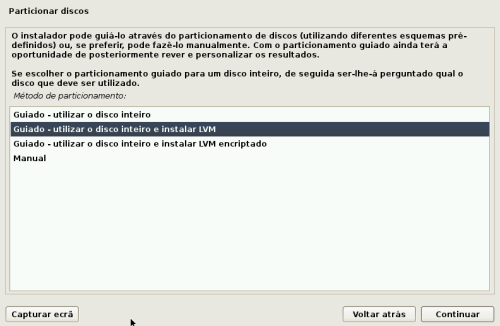 Particionar discos
O instalador pode guiá-lo através do particionamento de discos (utilizando diferentes esquemas pré-
definidos) ou, se preferir, pode fazê-lo manualmente. Com o particionamento guiado ainda terá a
oportunidade de posteriormente rever e personalizar os resultados.
Se escolher o particionamento guiado para um disco inteiro, de seguida ser-lhe-á perguntado qual o
disco que deve ser utilizado.
Método de particionamento:
Guiado - utilizar o disco inteiro
Guiado - utilizar o disco inteiro e instalar LVM
Guiado - utilizar o disco inteiro e instalar LVM encriptado
Manual
Capturar ecrã
Voltar atrás
Continuar